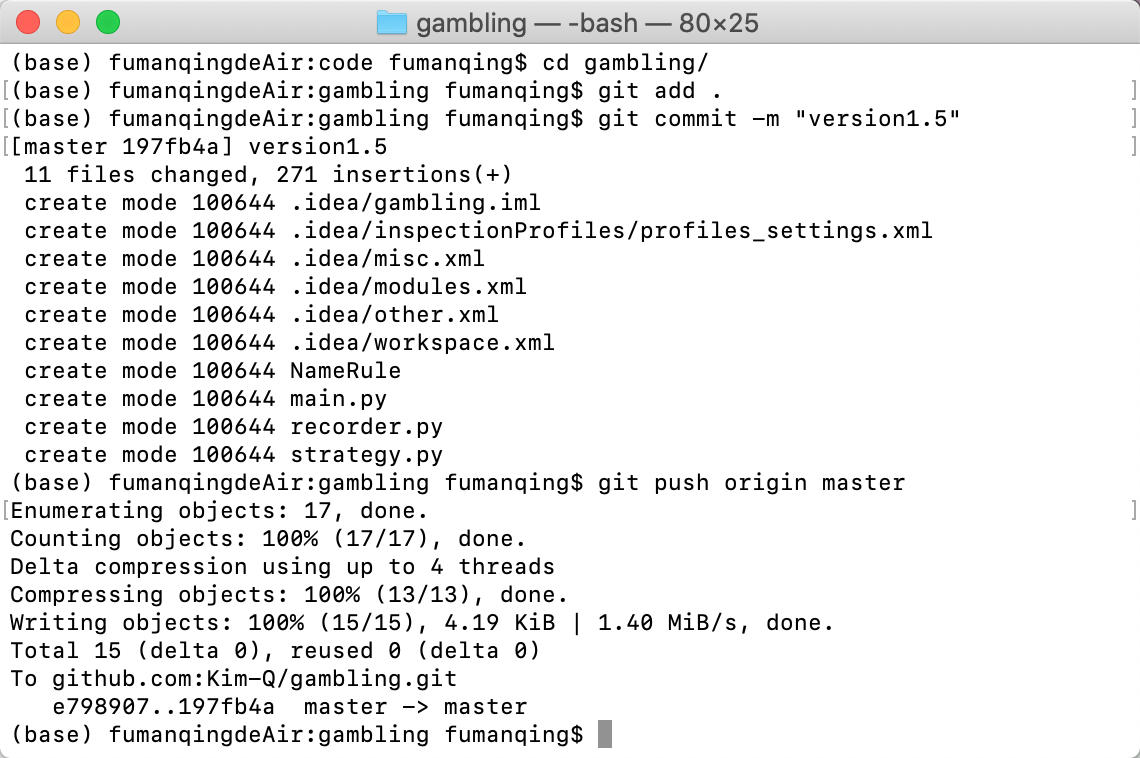 gambling — -bash — 80×25
(base) fumanqingdeAir:code fumanqing$ cd gambling/
[(base) fumanqingdeAir:gambling fumanqing$ git add . ]
[(base) fumanqingdeAir:gambling fumanqing$ git commit -m "version1.5" ]
[[master 197fb4a] version1.5 ]
 11 files changed, 271 insertions(+)
 create mode 100644 .idea/gambling.iml
 create mode 100644 .idea/inspectionProfiles/profiles_settings.xml
 create mode 100644 .idea/misc.xml
 create mode 100644 .idea/modules.xml
 create mode 100644 .idea/other.xml
 create mode 100644 .idea/workspace.xml
 create mode 100644 NameRule
 create mode 100644 main.py
 create mode 100644 recorder.py
 create mode 100644 strategy.py
(base) fumanqingdeAir:gambling fumanqing$ git push origin master
[Enumerating objects: 17, done. ]
Counting objects: 100% (17/17), done.
Delta compression using up to 4 threads
Compressing objects: 100% (13/13), done.
Writing objects: 100% (15/15), 4.19 KiB | 1.40 MiB/s, done.
Total 15 (delta 0), reused 0 (delta 0)
To github.com:Kim-Q/gambling.git
   e798907..197fb4a  master -> master
(base) fumanqingdeAir:gambling fumanqing$